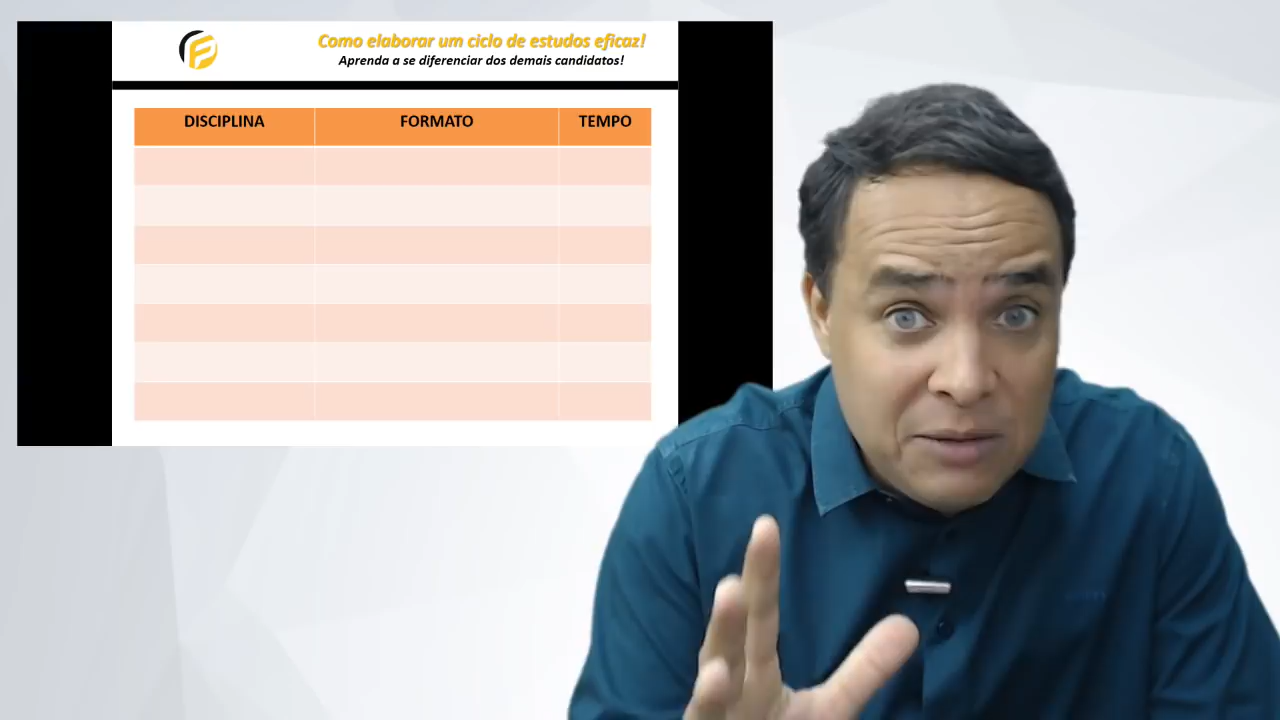 Como elaborar um ciclo de estudos eficaz!
Aprenda a se diferenciar dos demais candidatos!
DISCIPLINA FORMATO TEMPO